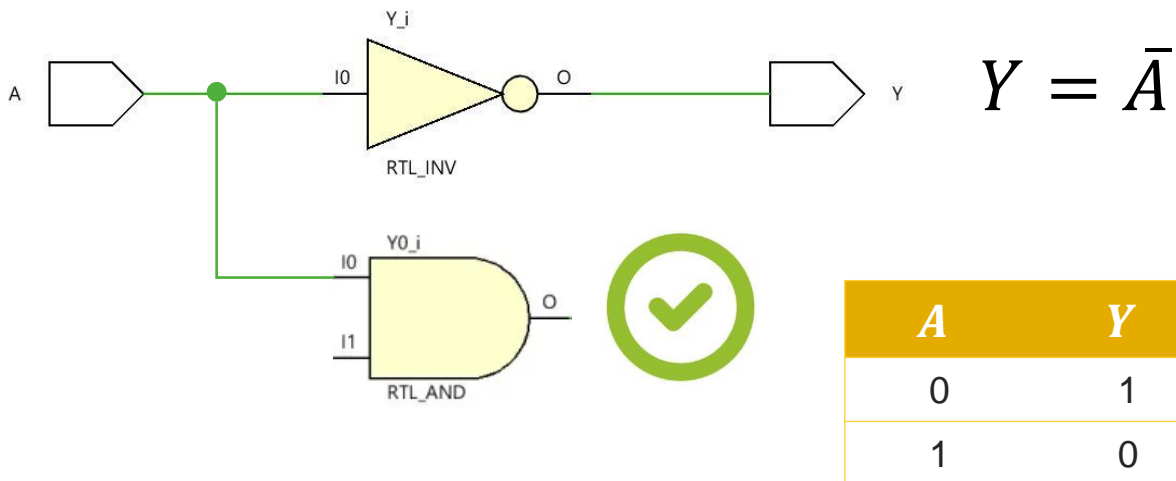 Y_i
A
I0
O
Y
Y = Ā
RTL_INV
Y0_i
I0
O
I1
RTL_AND
A Y
0 1
1 0